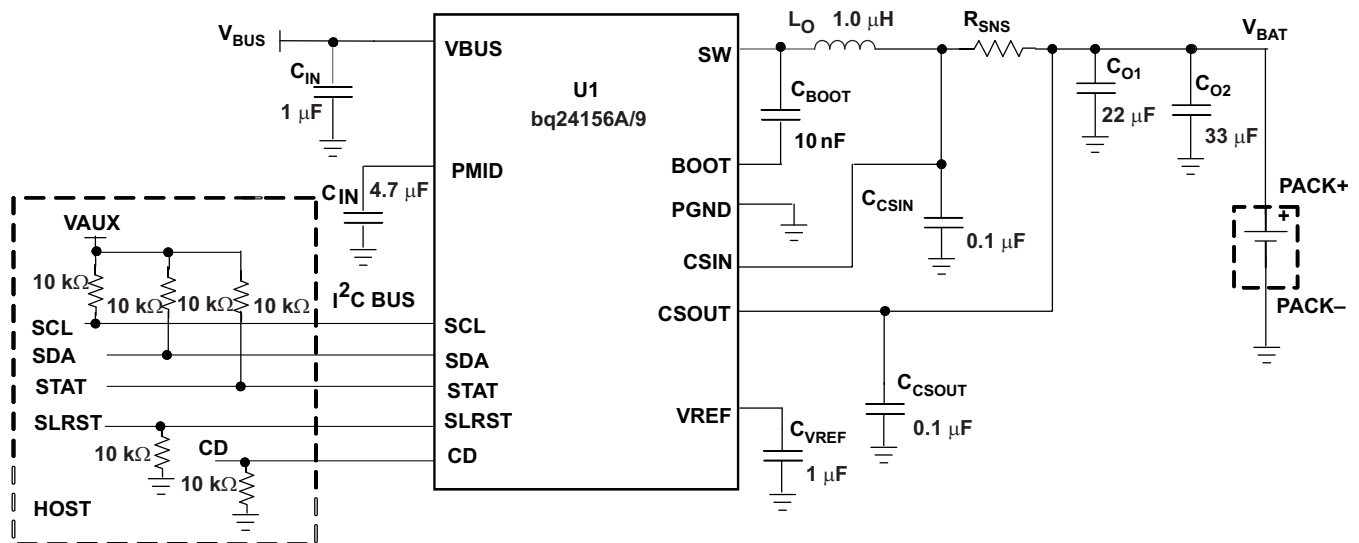 V_BUS
VBUS
C_IN
1 μF
U1
bq24156A/9
SW
L_O 1.0 μH
R_SNS
V_BAT
C_BOOT
10 nF
BOOT
C_O1
22 μF
C_O2
33 μF
PMID
C_IN 4.7 μF
PGND
C_CSIN
0.1 μF
CSIN
PACK+
+
PACK–
VAUX
10 kΩ
10 kΩ
10 kΩ
I²C BUS
SCL
SCL
SDA
SDA
STAT
STAT
SLRST
SLRST
CD
CD
10 kΩ
10 kΩ
HOST
CSOUT
C_CSOUT
0.1 μF
VREF
C_VREF
1 μF